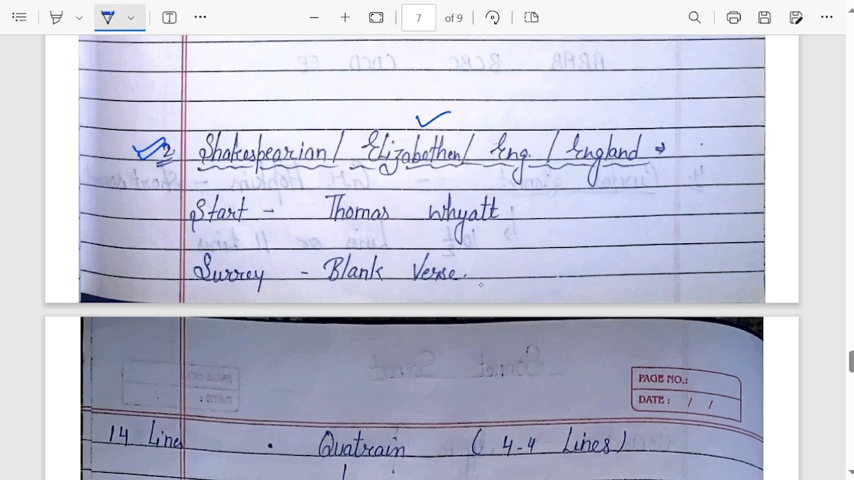 7 of 9
2 Shakespearian / Elizabothen / Eng. / England →
Start - Thomas Whyatt
Surrey - Blank Verse.
PAGE NO.:
DATE: / /
14 Lines • Quatrain (4-4 Lines)